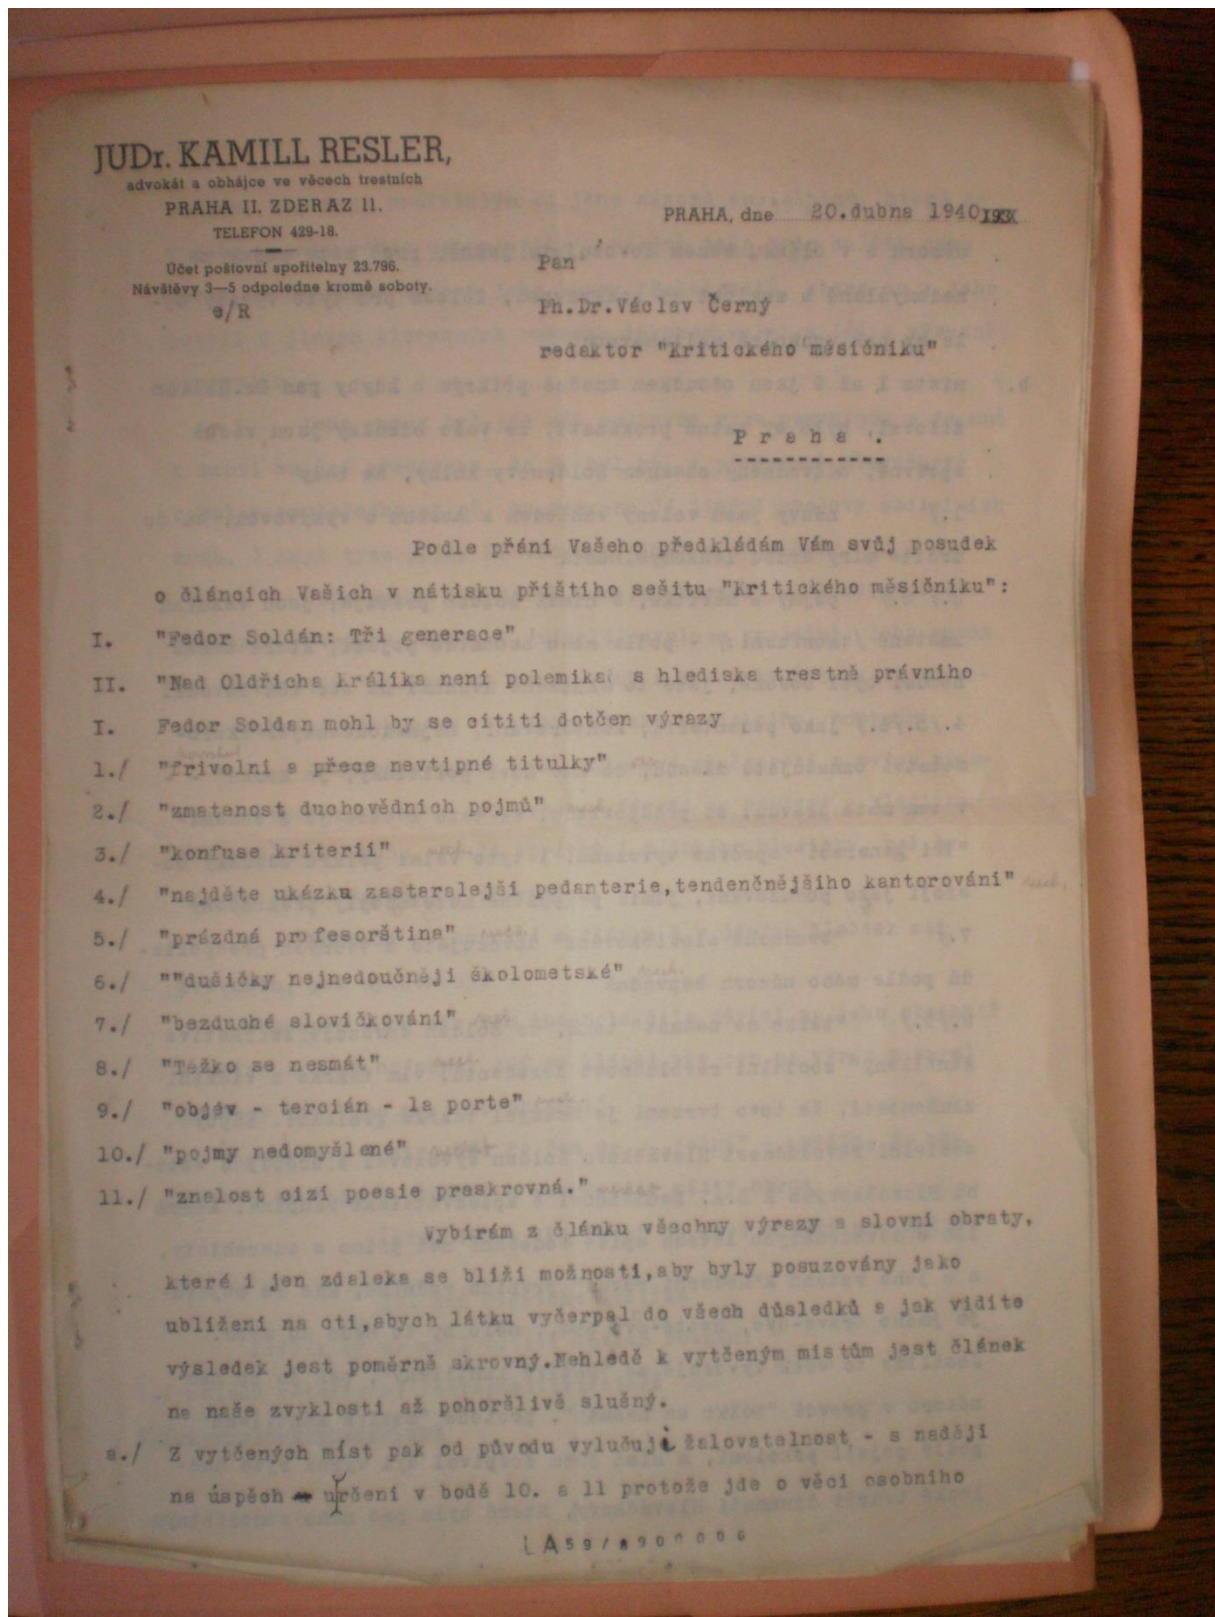 JUDr. KAMILL RESLER,
advokát a obhájce ve věcech trestních
PRAHA II. ZDERAZ 11.
TELEFON 429-18.
Účet poštovní spořitelny 23.796.
Návštěvy 3—5 odpoledne kromě soboty.
e/R
PRAHA, dne 20.dubna 1940 193X
Pan
Ph.Dr.Václav Černý
redaktor "Kritického měsíčníku"
P r a h a .
Podle přání Vašeho předkládám Vám svůj posudek
o článcích Vašich v nátisku příštího sešitu "Kritického měsíčníku":
I. "Fedor Soldán: Tři generace"
II. "Nad Oldřicha Králíka není polemika s hlediska trestně právního
I. Fedor Soldan mohl by se cítiti dotčen výrazy
1./ "frivolní a přece nevtipné titulky"
2./ "zmatenost duchovědních pojmů"
3./ "konfuse kriterií"
4./ "najděte ukázku zastaralejší pedanterie,tendenčnějšího kantorování"
5./ "prázdná profesorština"
6./ ""dušičky nejnedoučněji školometské"
7./ "bezduché slovíčkování"
8./ "Težko se nesmát"
9./ "objév - tercián - la porte"
10./ "pojmy nedomyšlené"
11./ "znalost cizí poesie praskrovná."
Vybírám z článku všechny výrazy a slovní obraty,
které i jen zdaleka se blíží možnosti,aby byly posuzovány jako
ublížení na cti,abych látku vyčerpal do všech důsledků a jak vidíte
výsledek jest poměrně skrovný.Nehledě k vytčeným místům jest článek
na naše zvyklosti až pohoršlivě slušný.
a./ Z vytčených míst pak od původu vylučuji žalovatelnost - s nadějí
na úspěch - určení v bodě 10. a 11 protože jde o věci osobního